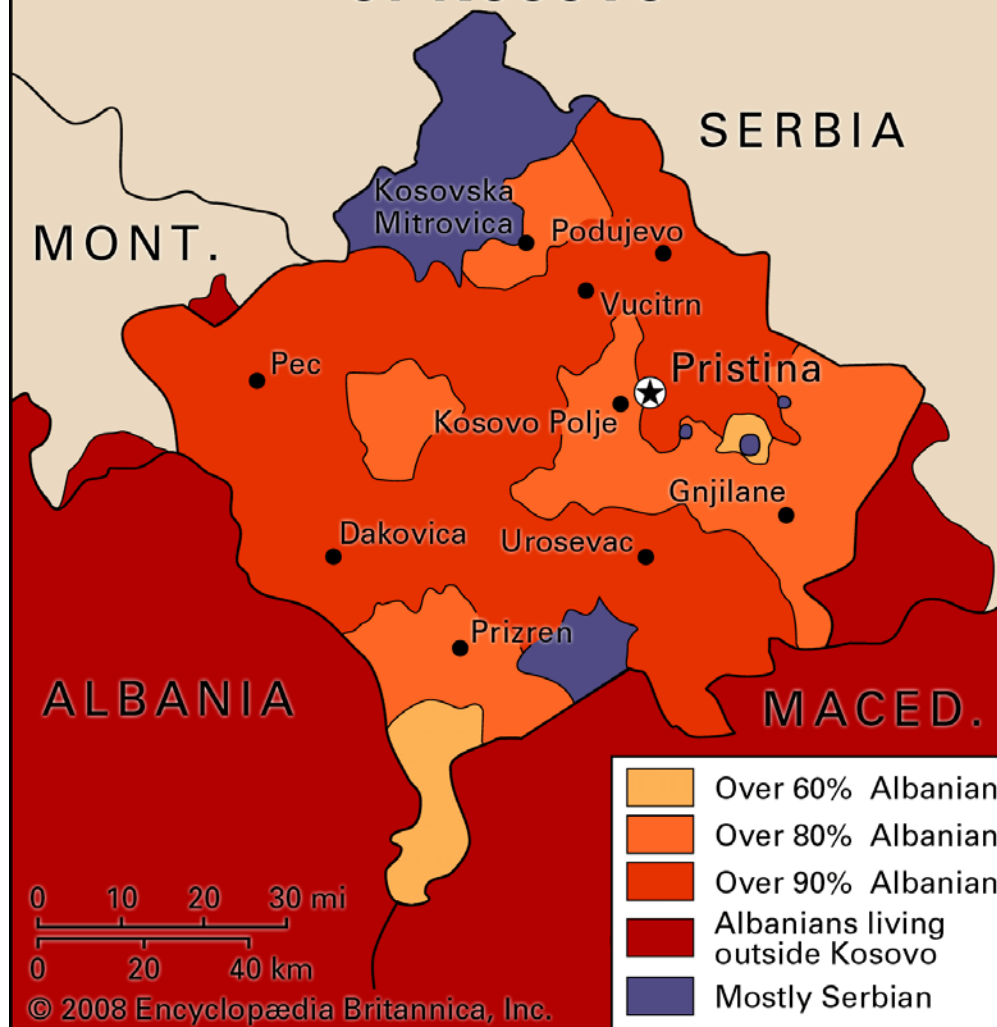 SERBIA
Kosovska
Mitrovica
Podujevo
MONT.
Vucitrn
Pec
Pristina
Kosovo Polje
Gnjilane
Dakovica
Urosevac
Prizren
ALBANIA
MACED.
Over 60% Albanian
Over 80% Albanian
Over 90% Albanian
Albanians living
outside Kosovo
Mostly Serbian
0 10 20 30 mi
0 20 40 km
© 2008 Encyclopædia Britannica, Inc.